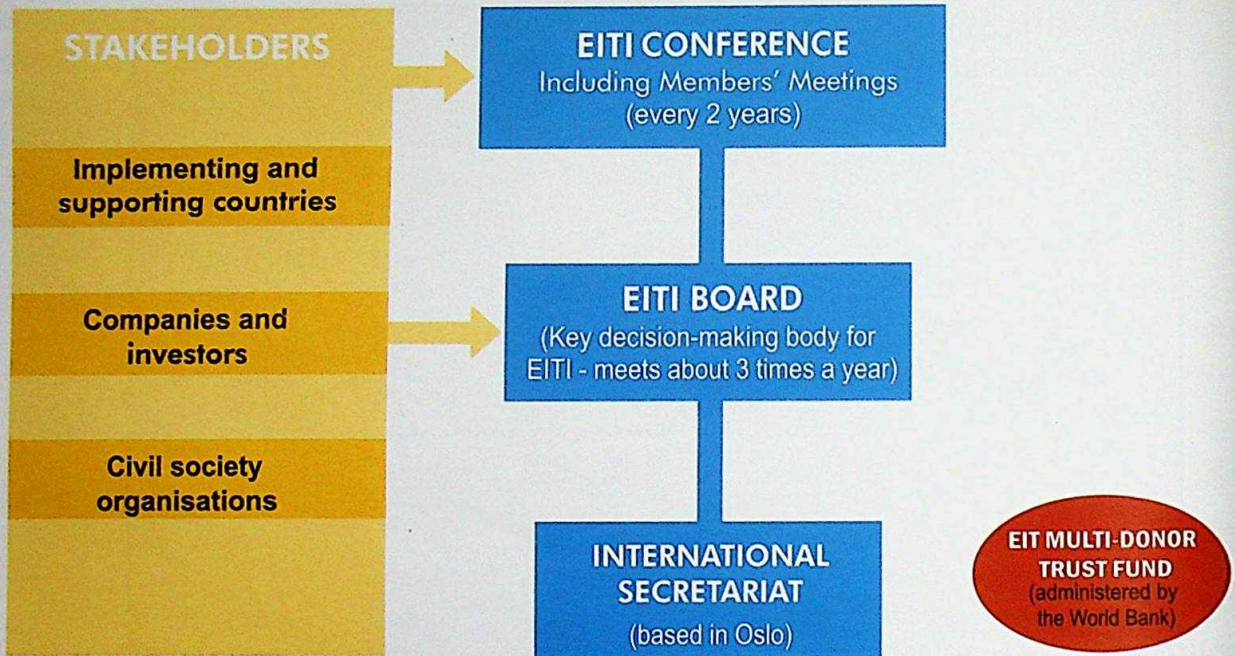 STAKEHOLDERS
Implementing and
supporting countries
Companies and
investors
Civil society
organisations
EITI CONFERENCE
Including Members' Meetings
(every 2 years)
EITI BOARD
(Key decision-making body for
EITI - meets about 3 times a year)
INTERNATIONAL
SECRETARIAT
(based in Oslo)
EIT MULTI-DONOR
TRUST FUND
(administered by
the World Bank)